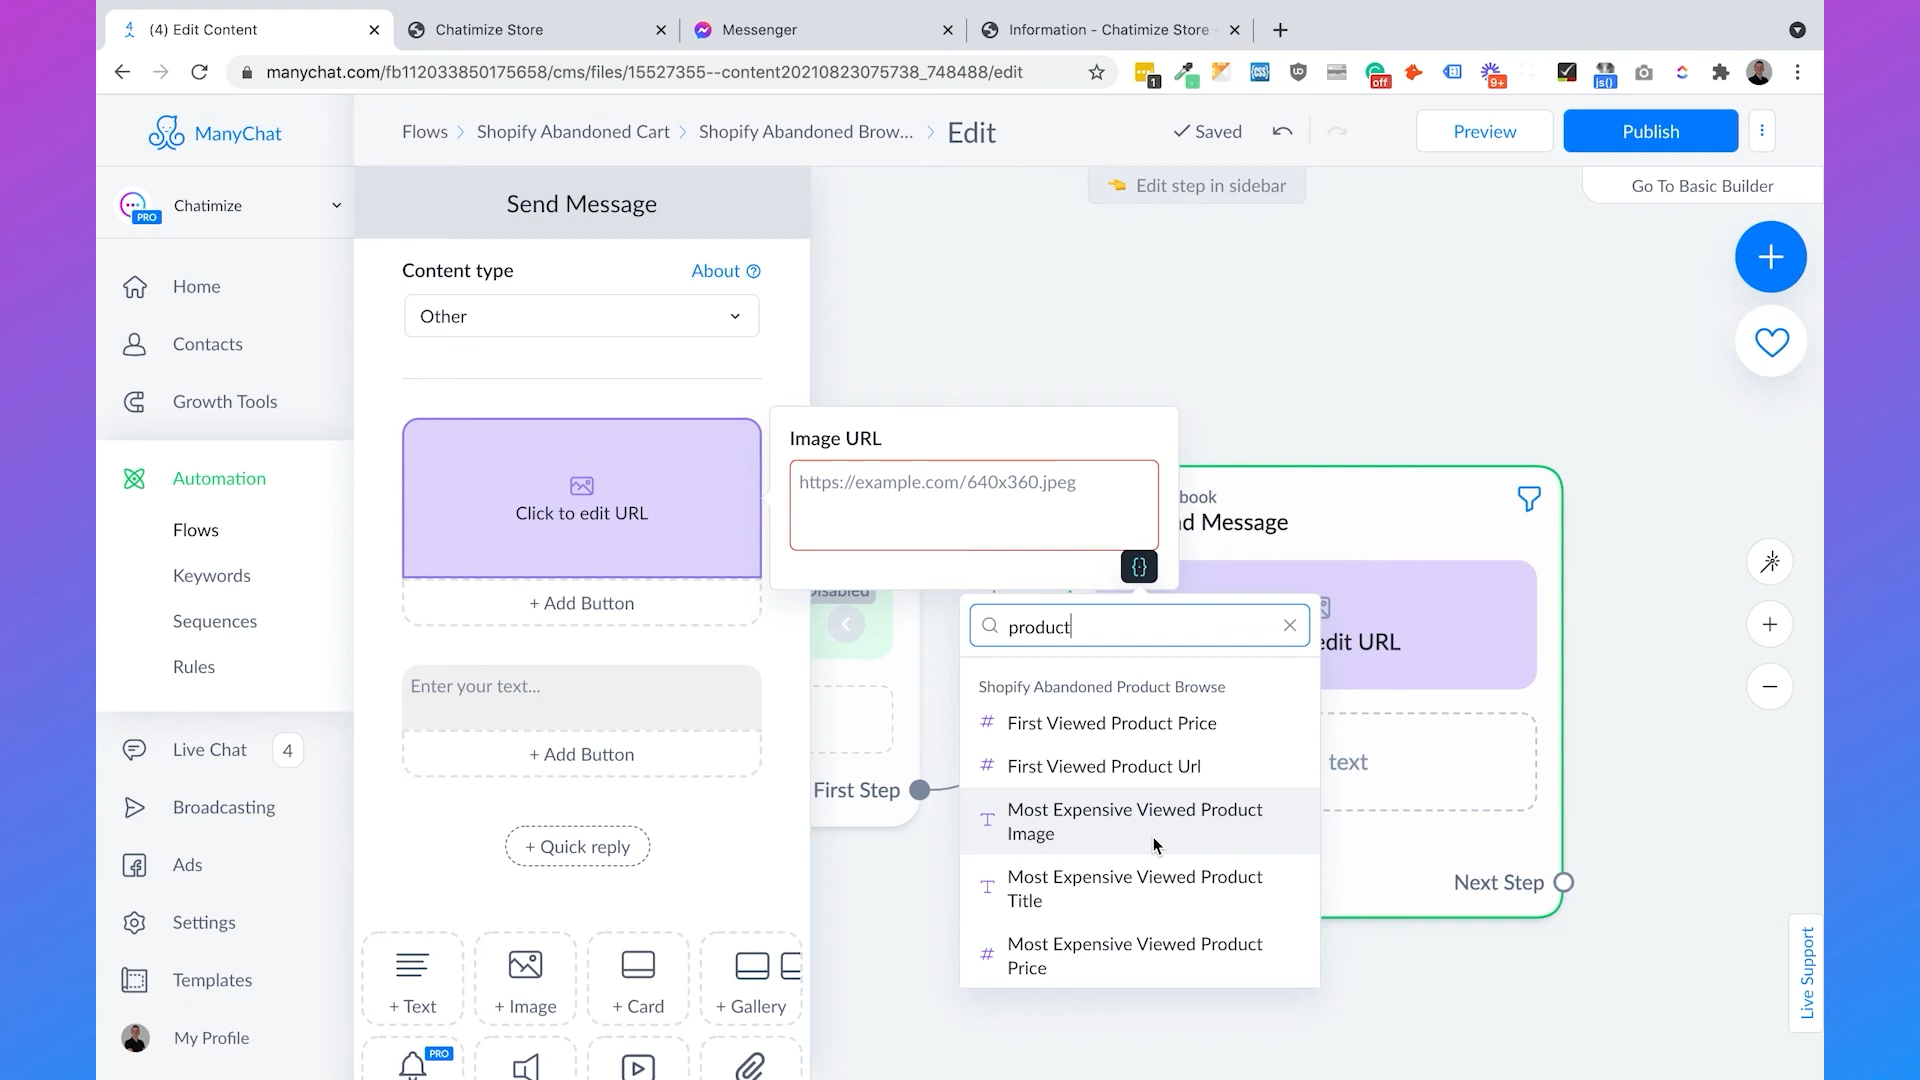 (4) Edit Content
Chatimize Store
Messenger
Information - Chatimize Store -
manychat.com/fb112033850175658/cms/files/15527355--content20210823075738_748488/edit
1
off
9+
js()
ManyChat
Flows
Shopify Abandoned Cart
Shopify Abandoned Brow...
Edit
Saved
Preview
Publish
PRO
Chatimize
Send Message
Edit step in sidebar
Go To Basic Builder
Home
Contacts
Growth Tools
Automation
Flows
Keywords
Sequences
Rules
Live Chat
4
Broadcasting
Ads
Settings
Templates
My Profile
Content type
About
Other
Click to edit URL
+ Add Button
Enter your text...
+ Add Button
+ Quick reply
+ Text
+ Image
+ Card
+ Gallery
PRO
Image URL
https://example.com/640x360.jpeg
{}
product
Shopify Abandoned Product Browse
# First Viewed Product Price
# First Viewed Product Url
T Most Expensive Viewed Product
Image
T Most Expensive Viewed Product
Title
# Most Expensive Viewed Product
Price
Disabled
First Step
book
d Message
edit URL
text
Next Step
Live Support